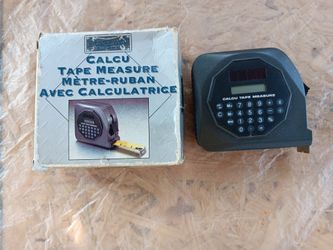 CALCU
TAPE MEASURE
MÈTRE-RUBAN
AVEC CALCULATRICE
CALCU TAPE MEASURE